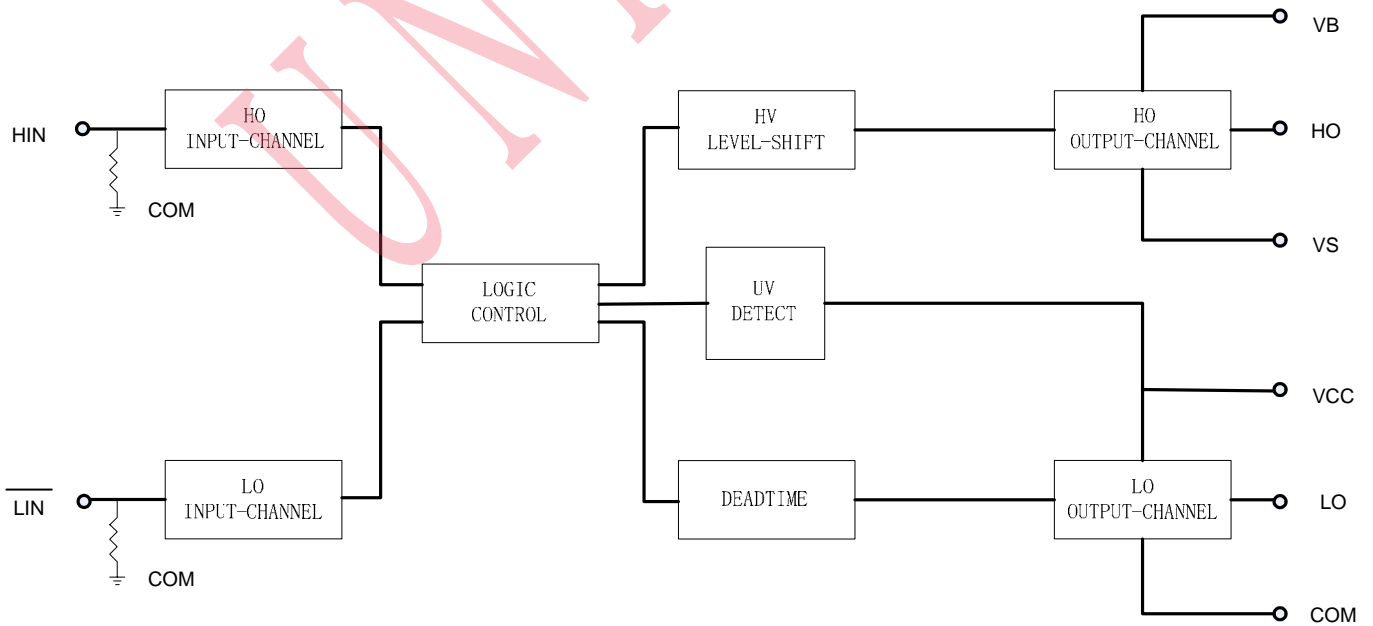 VB
HIN
HO
INPUT-CHANNEL
HV
LEVEL-SHIFT
HO
OUTPUT-CHANNEL
HO
COM
VS
LOGIC
CONTROL
UV
DETECT
VCC
LIN
LO
INPUT-CHANNEL
DEADTIME
LO
OUTPUT-CHANNEL
LO
COM
COM